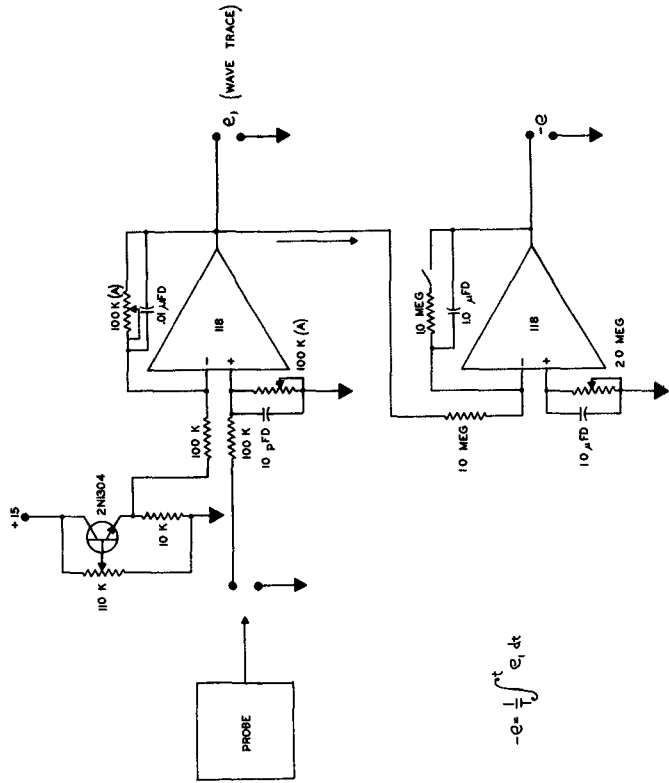 +15
110 K
2N1304
10 K
100 K
100 K (A)
.01 µFD
118
-
+
e₁ (WAVE TRACE)
100 K
10 pFD
100 K (A)
PROBE
10 MEG
10 MEG
1.0 µFD
118
-
+
-e
10 µFD
20 MEG
-e = 1/T ∫ᵗ e₁ dt